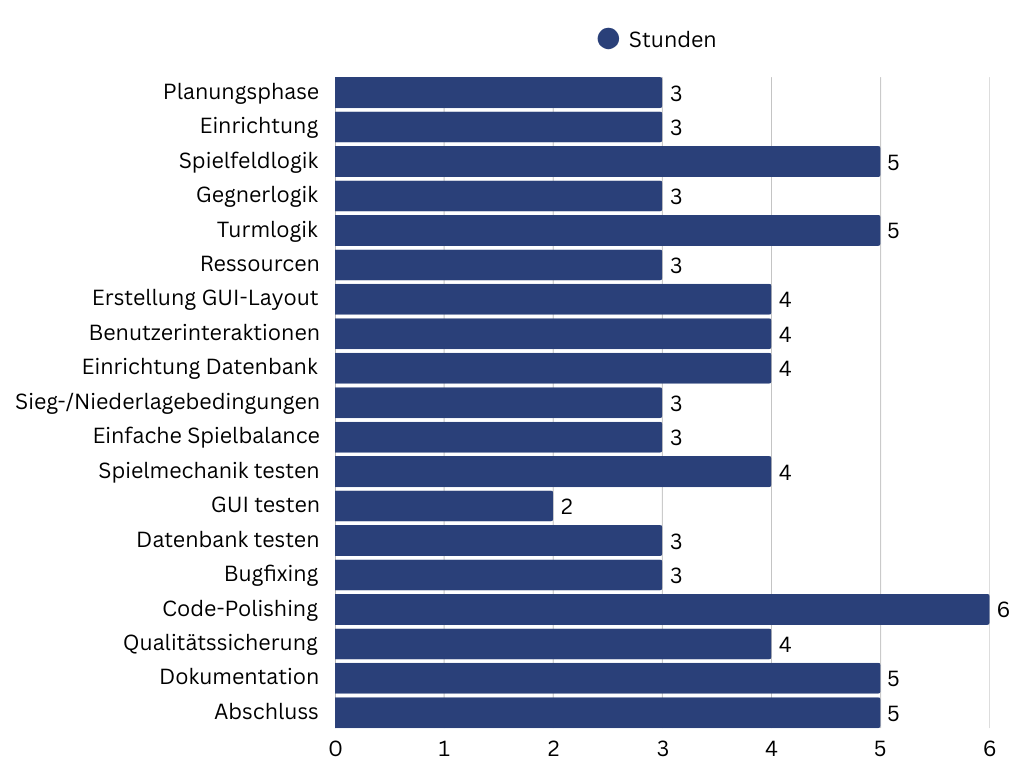 Stunden
Planungsphase 3
Einrichtung 3
Spielfeldlogik 5
Gegnerlogik 3
Turmlogik 5
Ressourcen 3
Erstellung GUI-Layout 4
Benutzerinteraktionen 4
Einrichtung Datenbank 4
Sieg-/Niederlagebedingungen 3
Einfache Spielbalance 3
Spielmechanik testen 4
GUI testen 2
Datenbank testen 3
Bugfixing 3
Code-Polishing 6
Qualitätssicherung 4
Dokumentation 5
Abschluss 5
0 1 2 3 4 5 6